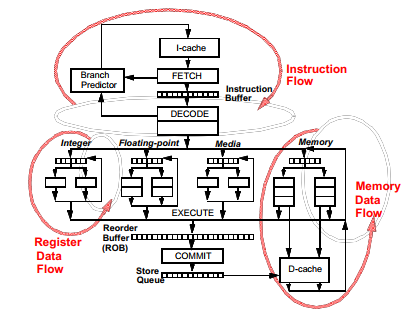 I-cache
Branch
Predictor
FETCH
Instruction
Flow
Instruction
Buffer
DECODE
Integer
Floating-point
Media
Memory
Memory
Data
Flow
EXECUTE
Register
Data
Flow
Reorder
Buffer
(ROB)
COMMIT
Store
Queue
D-cache